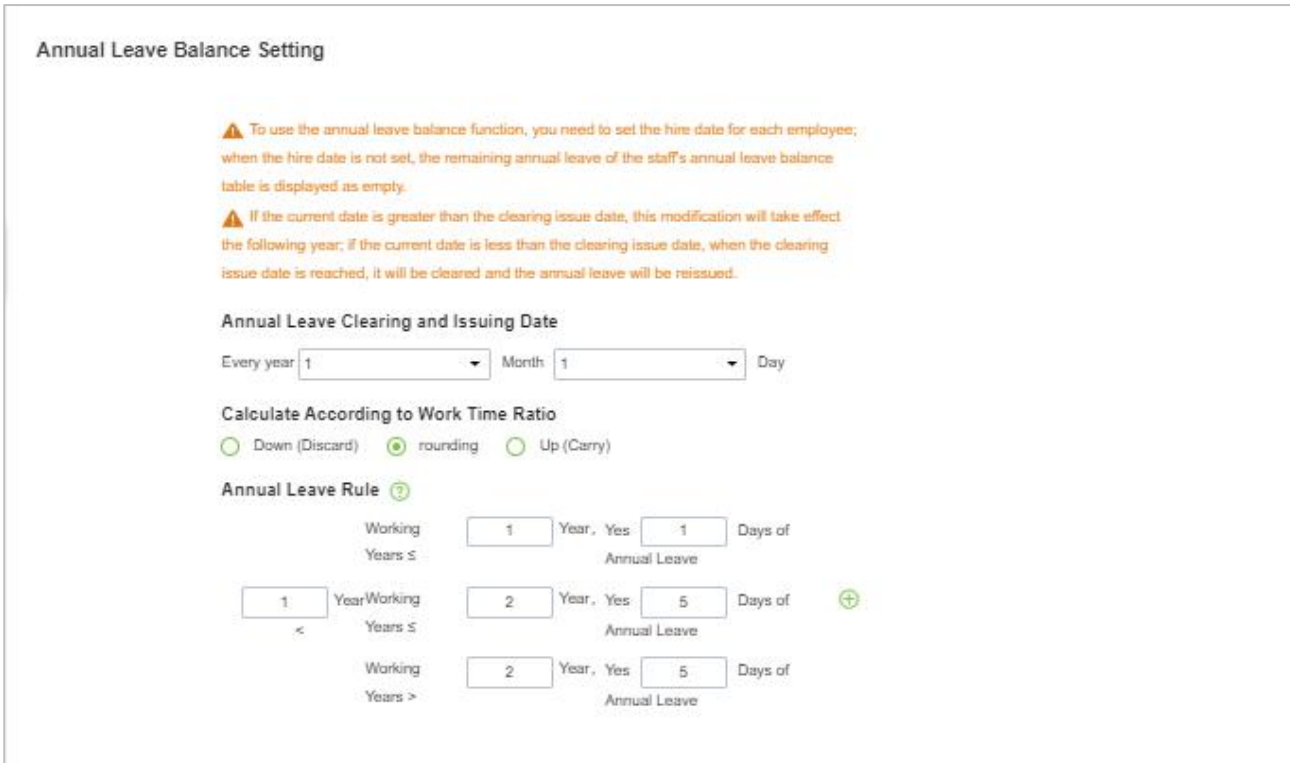 Annual Leave Balance Setting
To use the annual leave balance function, you need to set the hire date for each employee;
when the hire date is not set, the remaining annual leave of the staff's annual leave balance
table is displayed as empty.
If the current date is greater than the clearing issue date, this modification will take effect
the following year; if the current date is less than the clearing issue date, when the clearing
issue date is reached, it will be cleared and the annual leave will be reissued.
Annual Leave Clearing and Issuing Date
Every year 1 Month 1 Day
Calculate According to Work Time Ratio
Down (Discard) rounding Up (Carry)
Annual Leave Rule ?
Working 1 Year, Yes 1 Days of
Years ≤ Annual Leave
1 Year Working 2 Year, Yes 5 Days of
< Years ≤ Annual Leave
Working 2 Year, Yes 5 Days of
Years > Annual Leave